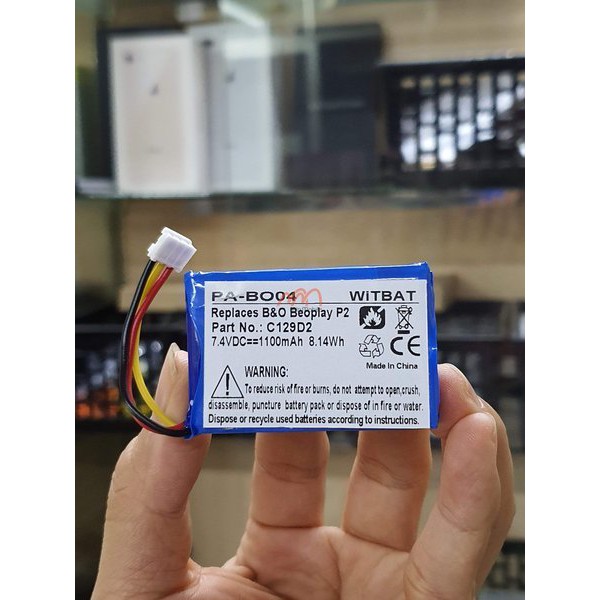 PA-BO04 WiTBAT
Replaces B&O Beoplay P2
Part No.: C129D2
7.4VDC==1100mAh 8.14Wh
CE
Made In China
WARNING:
To reduce risk of fire or burns, do not attempt to open,crush,
disassemble, puncture battery pack or dispose of in fire or water.
Dispose or recycle used batteries according to instructions.